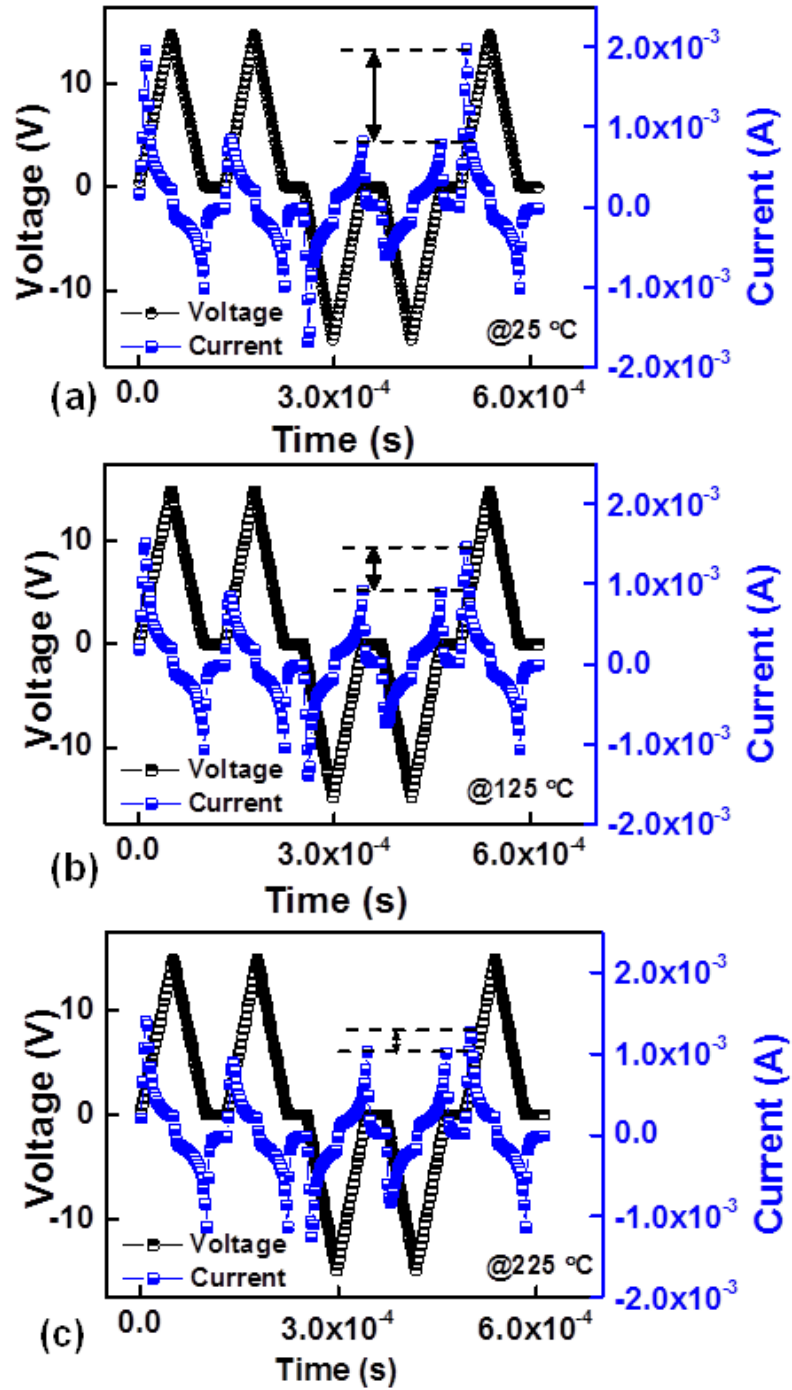 10
0
-10
Voltage (V)
2.0x10⁻³
1.0x10⁻³
0.0
-1.0x10⁻³
-2.0x10⁻³
Current (A)
Voltage
Current
@25 °C
0.0
3.0x10⁻⁴
6.0x10⁻⁴
(a)
Time (s)
10
0
-10
Voltage (V)
2.0x10⁻³
1.0x10⁻³
0.0
-1.0x10⁻³
-2.0x10⁻³
Current (A)
Voltage
Current
@125 °C
0.0
3.0x10⁻⁴
6.0x10⁻⁴
(b)
Time (s)
10
0
-10
Voltage (V)
2.0x10⁻³
1.0x10⁻³
0.0
-1.0x10⁻³
-2.0x10⁻³
Current (A)
Voltage
Current
@225 °C
0.0
3.0x10⁻⁴
6.0x10⁻⁴
(c)
Time (s)